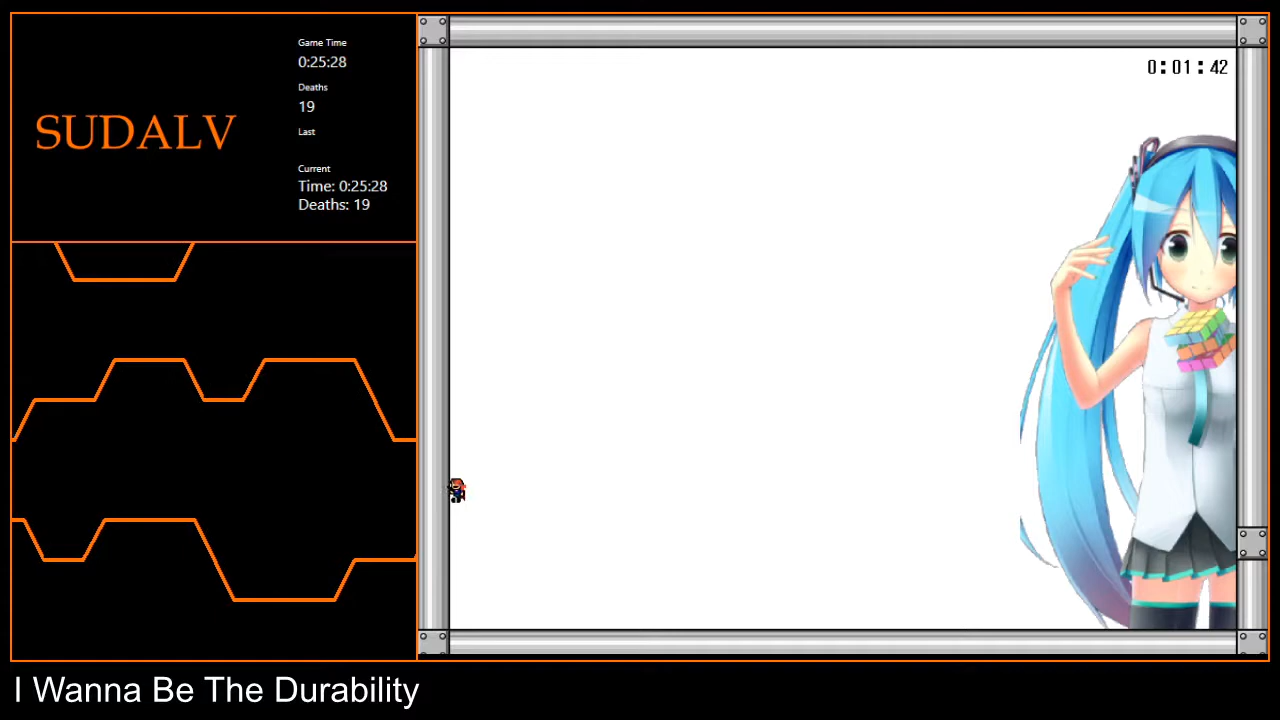 Game Time
0:25:28
Deaths
19
Last
SUDALV
Current
Time: 0:25:28
Deaths: 19
0:01:42
I Wanna Be The Durability